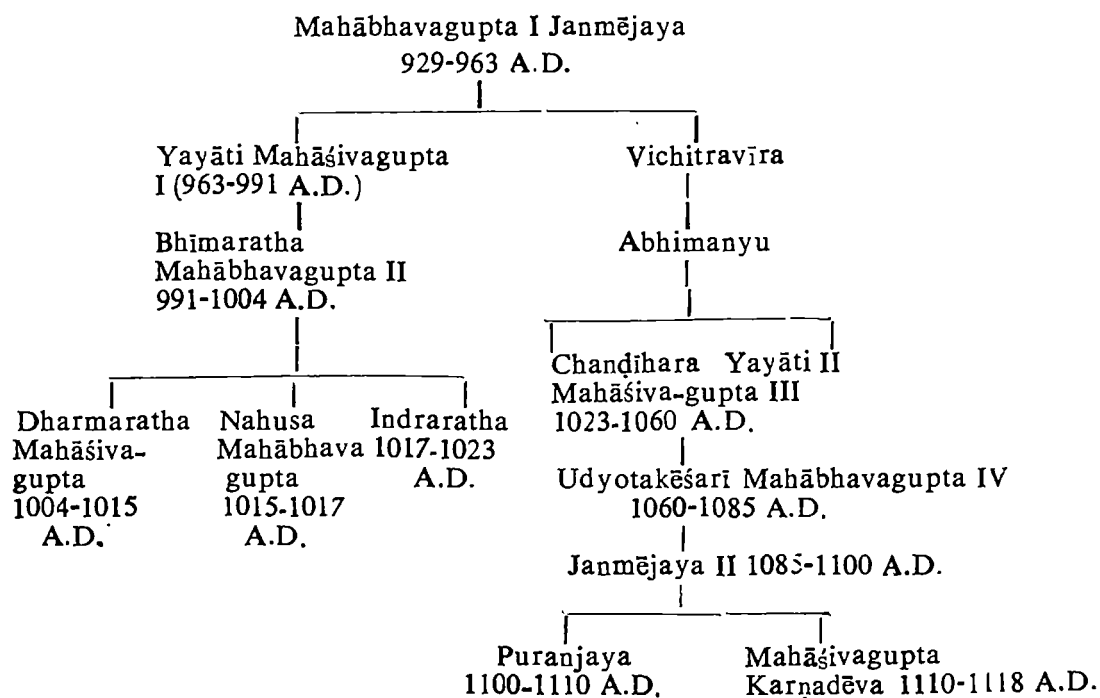 Mahābhavagupta I Janmējaya
929-963 A.D.
Yayāti Mahāśivagupta
I (963-991 A.D.)
Vichitravīra
Bhīmaratha
Mahābhavagupta II
991-1004 A.D.
Abhimanyu
Dharmaratha
Mahāśiva-
gupta
1004-1015
A.D.
Nahusa
Mahābhava
gupta
1015-1017
A.D.
Indraratha
1017-1023
A.D.
Chanḍīhara Yayāti II
Mahāśiva-gupta III
1023-1060 A.D.
Udyotakēśarī Mahābhavagupta IV
1060-1085 A.D.
Janmējaya II 1085-1100 A.D.
Puranjaya
1100-1110 A.D.
Mahāśivagupta
Karṇadēva 1110-1118 A.D.